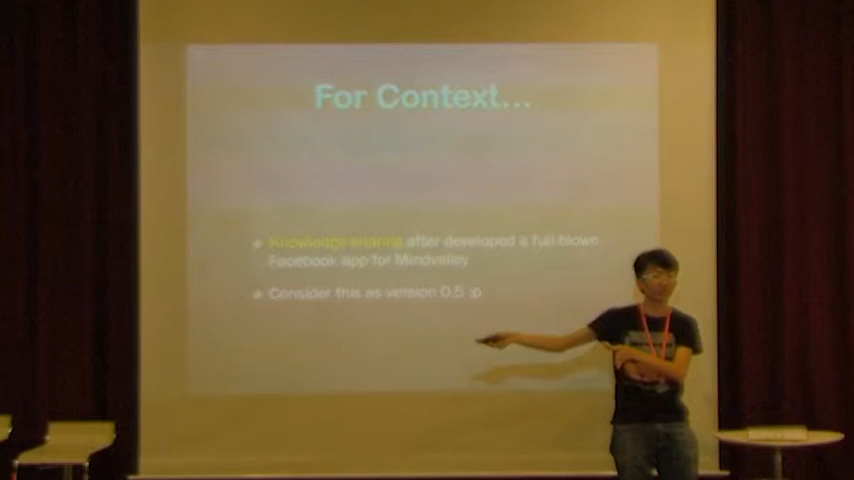 For Context...
Knowledge sharing after developed a full-blown
Facebook app for Mindvalley
Consider this as version 0.5 :p